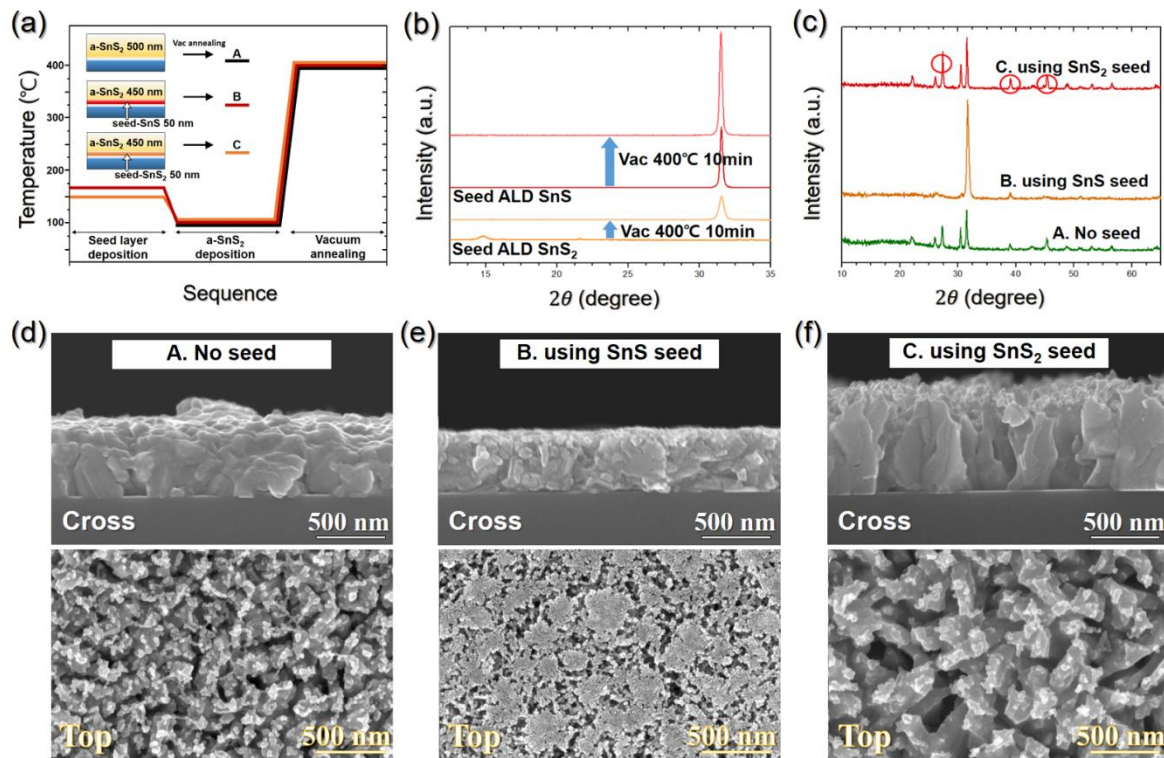 (a)
Temperature (℃)
400
300
200
100
a-SnS₂ 500 nm
Vac annealing
A
a-SnS₂ 450 nm
B
seed-SnS 50 nm
a-SnS₂ 450 nm
C
seed-SnS₂ 50 nm
Seed layer
deposition
a-SnS₂
deposition
Vacuum
annealing
Sequence
(b)
Intensity (a.u.)
Vac 400℃ 10min
Seed ALD SnS
Vac 400℃ 10min
Seed ALD SnS₂
15 20 25 30 35
2θ (degree)
(c)
Intensity (a.u.)
C. using SnS₂ seed
B. using SnS seed
A. No seed
10 20 30 40 50 60
2θ (degree)
(d)
A. No seed
Cross
500 nm
Top
500 nm
(e)
B. using SnS seed
Cross
500 nm
Top
500 nm
(f)
C. using SnS₂ seed
Cross
500 nm
Top
500 nm